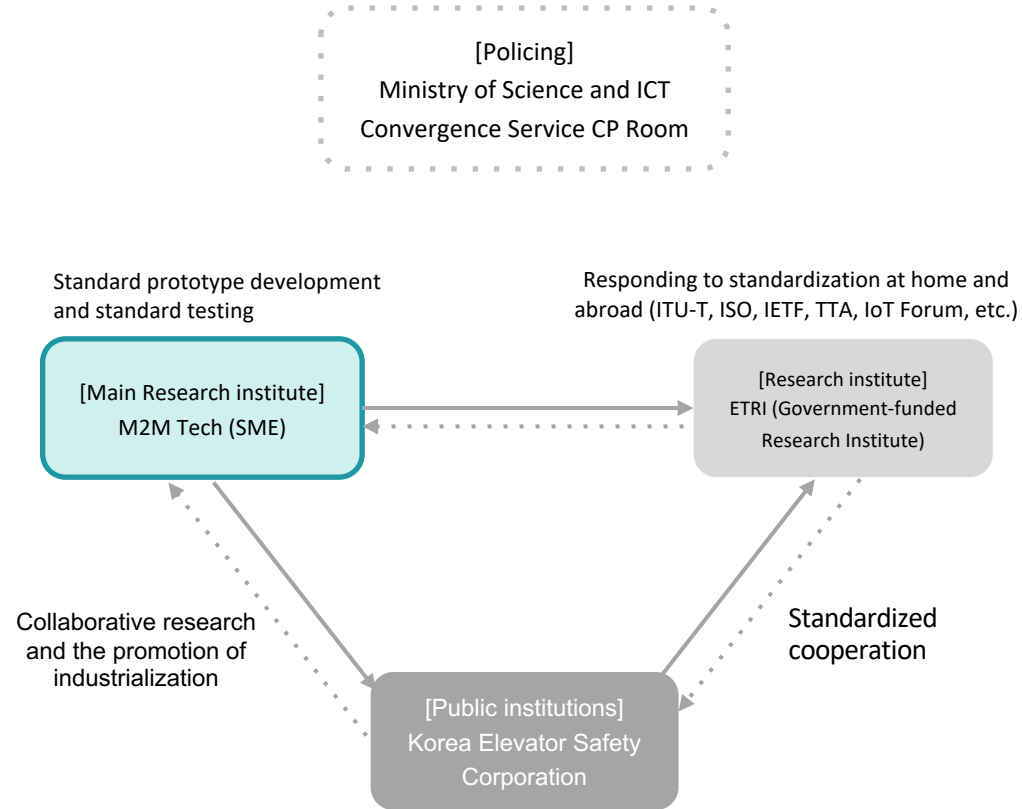 [Policing]
Ministry of Science and ICT
Convergence Service CP Room
Standard prototype development
and standard testing
Responding to standardization at home and
abroad (ITU-T, ISO, IETF, TTA, IoT Forum, etc.)
[Main Research institute]
M2M Tech (SME)
[Research institute]
ETRI (Government-funded
Research Institute)
Collaborative research
and the promotion of
industrialization
Standardized
cooperation
[Public institutions]
Korea Elevator Safety
Corporation